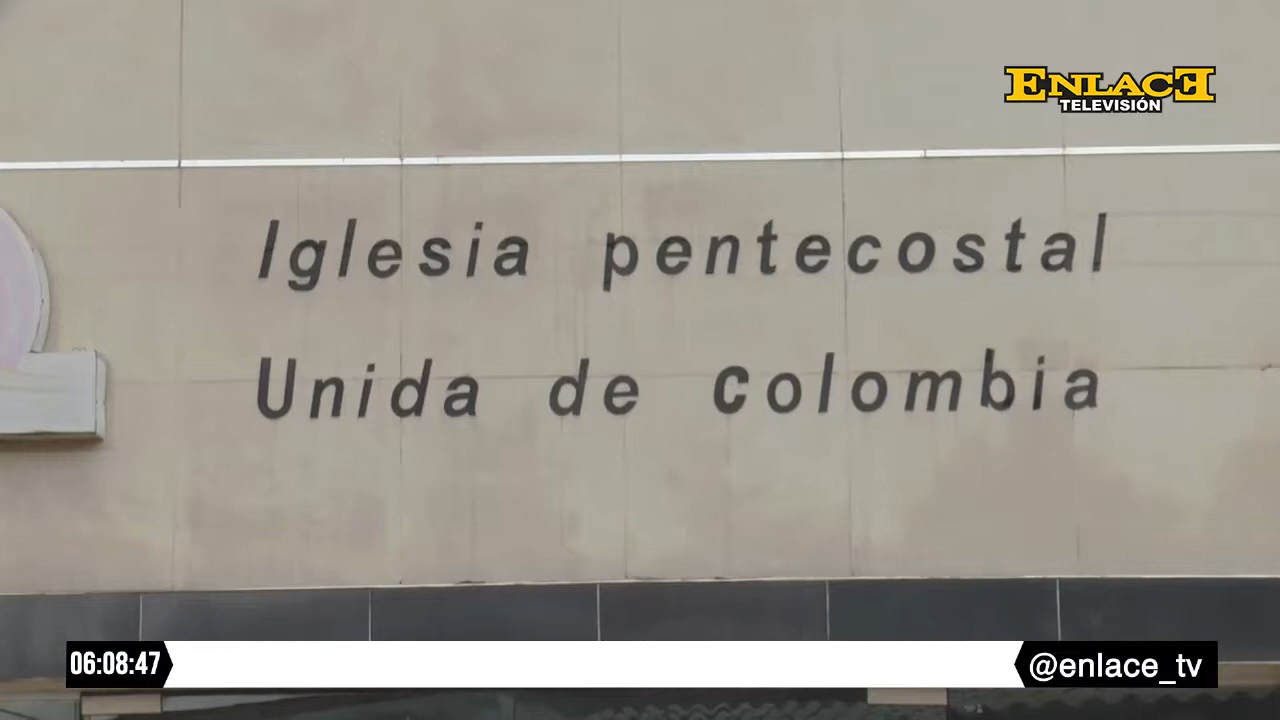 ENLACE
TELEVISIÓN
Iglesia pentecostal
Unida de colombia
06:08:47
@enlace_tv